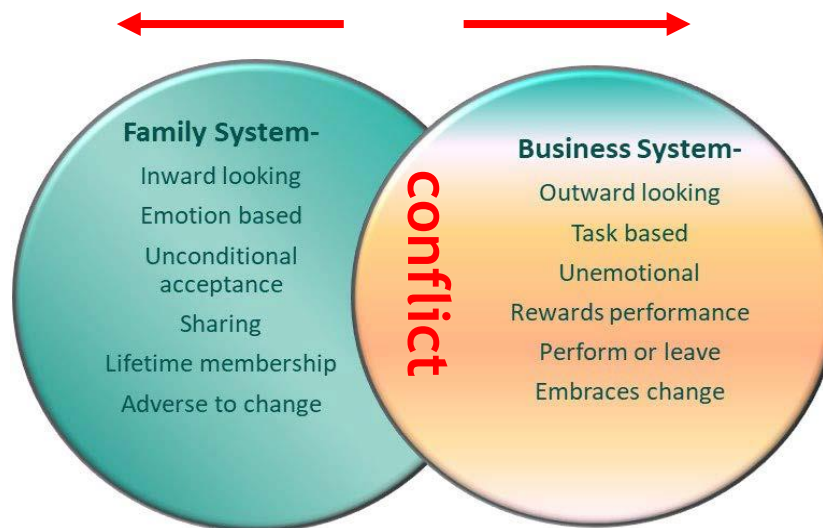 Family System-
Inward looking
Emotion based
Unconditional
acceptance
Sharing
Lifetime membership
Adverse to change
conflict
Business System-
Outward looking
Task based
Unemotional
Rewards performance
Perform or leave
Embraces change